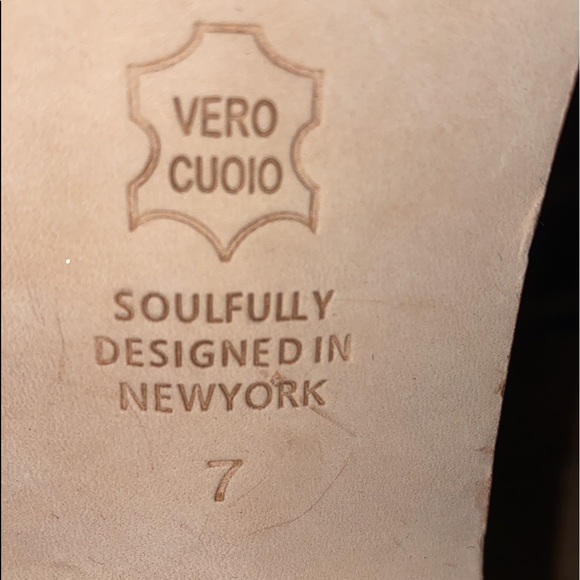 VERO
CUOIO
SOULFULLY
DESIGNED IN
NEWYORK
7